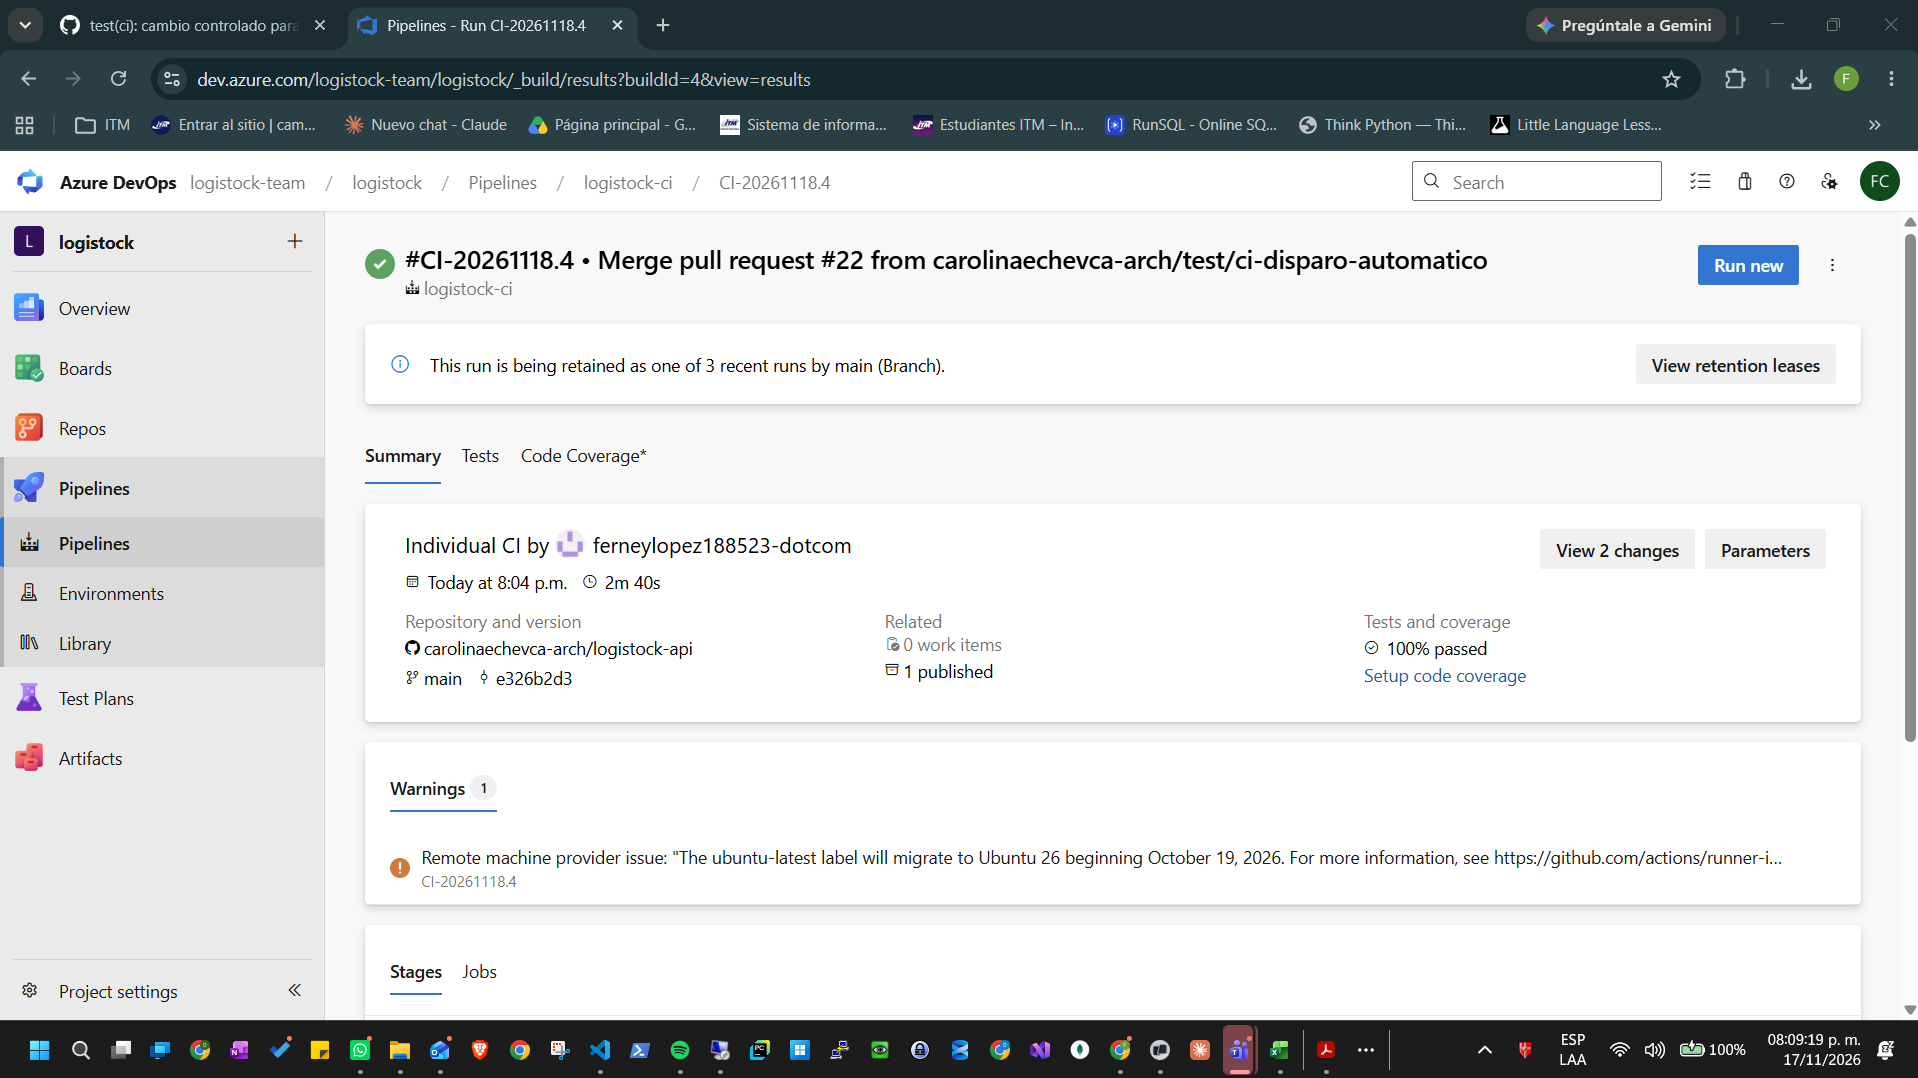 test(ci): cambio controlado para
Pipelines - Run CI-20261118.4
Pregúntale a Gemini
dev.azure.com/logistock-team/logistock/_build/results?buildId=4&view=results
F
ITM
Entrar al sitio | cam...
Nuevo chat - Claude
Página principal - G...
Sistema de informa...
Estudiantes ITM – In...
RunSQL - Online SQ...
Think Python — Thi...
Little Language Less...
Azure DevOps
logistock-team / logistock / Pipelines / logistock-ci / CI-20261118.4
Search
FC
L
logistock
Overview
Boards
Repos
Pipelines
Pipelines
Environments
Library
Test Plans
Artifacts
Project settings
#CI-20261118.4 • Merge pull request #22 from carolinaechevca-arch/test/ci-disparo-automatico
logistock-ci
Run new
This run is being retained as one of 3 recent runs by main (Branch).
View retention leases
Summary
Tests
Code Coverage*
Individual CI by ferneylopez188523-dotcom
View 2 changes
Parameters
Today at 8:04 p.m.
2m 40s
Repository and version
carolinaechevca-arch/logistock-api
main
e326b2d3
Related
0 work items
1 published
Tests and coverage
100% passed
Setup code coverage
Warnings 1
Remote machine provider issue: "The ubuntu-latest label will migrate to Ubuntu 26 beginning October 19, 2026. For more information, see https://github.com/actions/runner-i...
CI-20261118.4
Stages
Jobs
ESP
LAA
100%
08:09:19 p. m.
17/11/2026